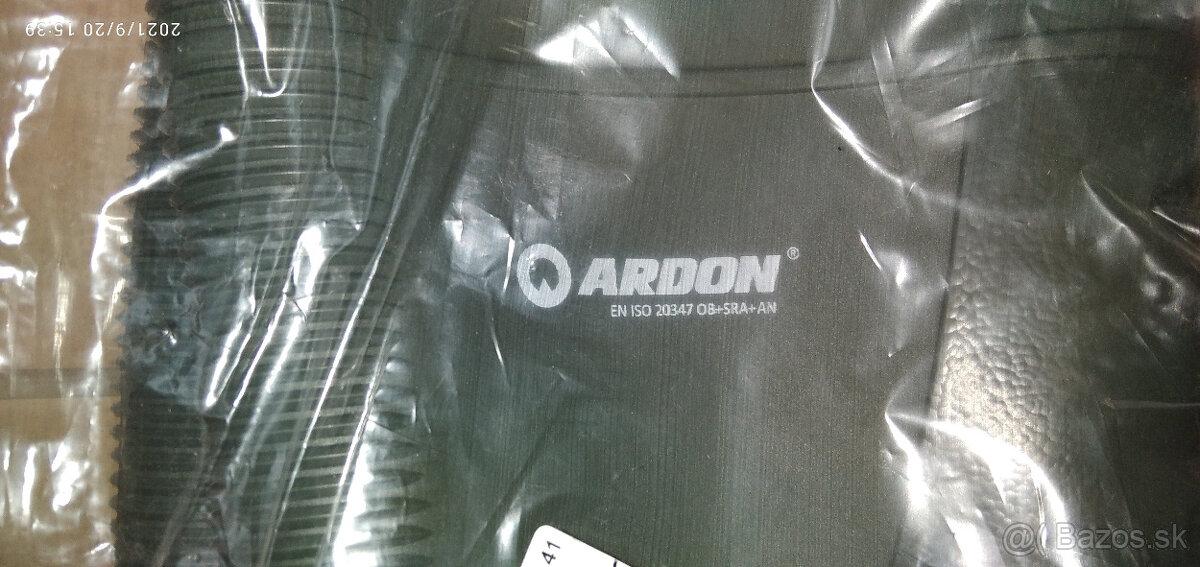 2021/9/20 15:39
ARDON®
EN ISO 20347 OB+SRA+AN
41
@( Bazos.sk